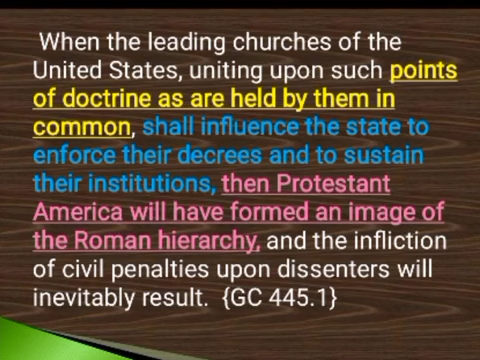 When the leading churches of the
United States, uniting upon such points
of doctrine as are held by them in
common, shall influence the state to
enforce their decrees and to sustain
their institutions, then Protestant
America will have formed an image of
the Roman hierarchy, and the infliction
of civil penalties upon dissenters will
inevitably result. {GC 445.1}